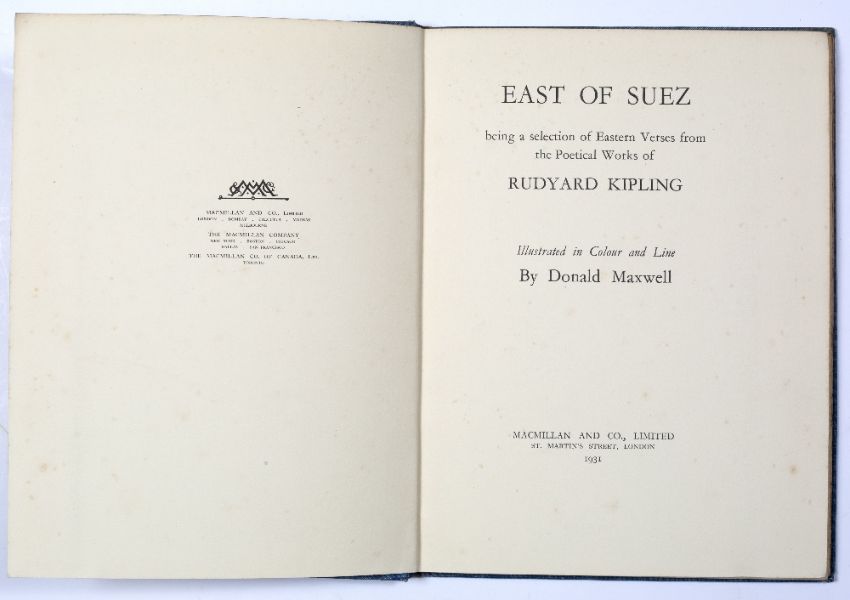 MACMILLAN AND CO., LIMITED
LONDON . BOMBAY . CALCUTTA . MADRAS
MELBOURNE
THE MACMILLAN COMPANY
NEW YORK . BOSTON . CHICAGO
DALLAS . SAN FRANCISCO
THE MACMILLAN CO. OF CANADA, LTD.
TORONTO
EAST OF SUEZ
being a selection of Eastern Verses from
the Poetical Works of
RUDYARD KIPLING
Illustrated in Colour and Line
By Donald Maxwell
MACMILLAN AND CO., LIMITED
ST. MARTIN'S STREET, LONDON
1931